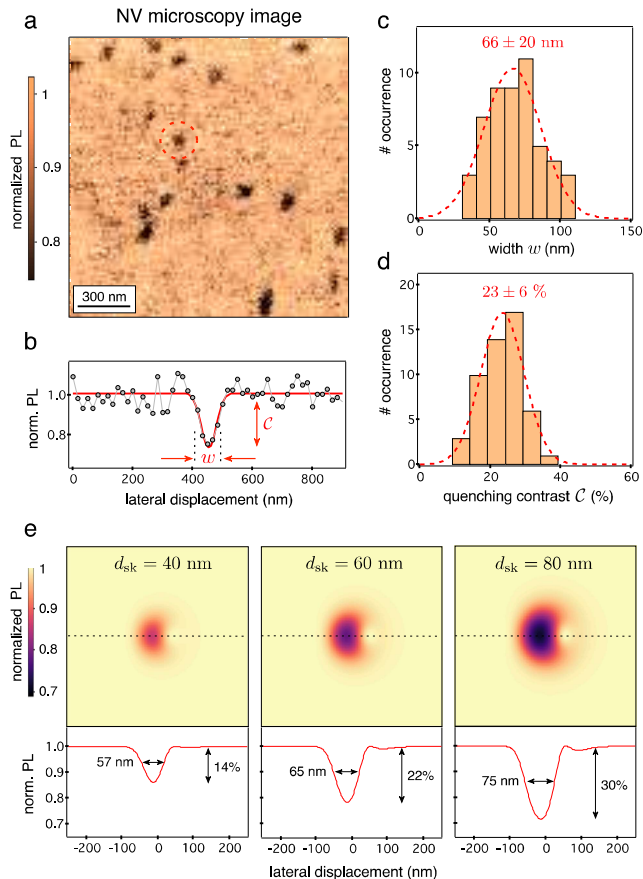 NV microscopy image
a
normalized PL
1
0.9
0.8
300 nm
b
norm. PL
1.0
0.8
C
w
0 200 400 600 800
lateral displacement (nm)
c
66 ± 20 nm
# occurrence
10
5
0
0 50 100 150
width w (nm)
d
23 ± 6 %
# occurrence
20
15
10
5
0
0 20 40 60
quenching contrast C (%)
e
normalized PL
1
0.9
0.8
0.7
d_sk = 40 nm
d_sk = 60 nm
d_sk = 80 nm
norm. PL
1.0
0.9
0.8
0.7
57 nm
14%
65 nm
22%
75 nm
30%
-200 -100 0 100 200
-200 -100 0 100 200
-200 -100 0 100 200
lateral displacement (nm)